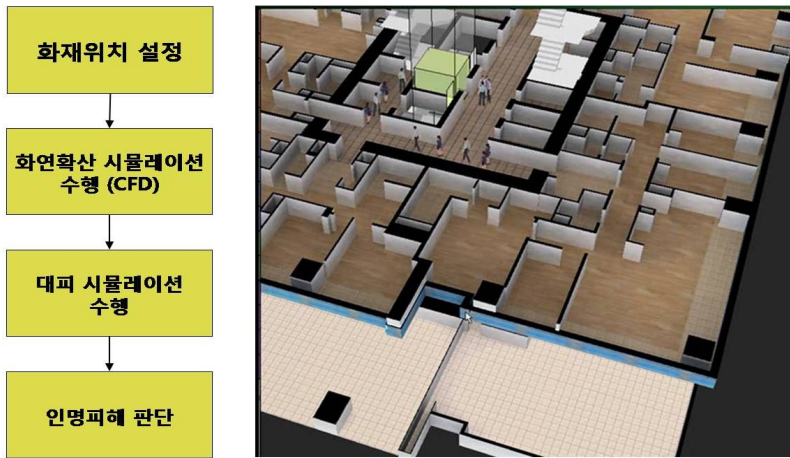 화재위치 설정
화연확산 시뮬레이션
수행 (CFD)
대피 시뮬레이션
수행
인명피해 판단